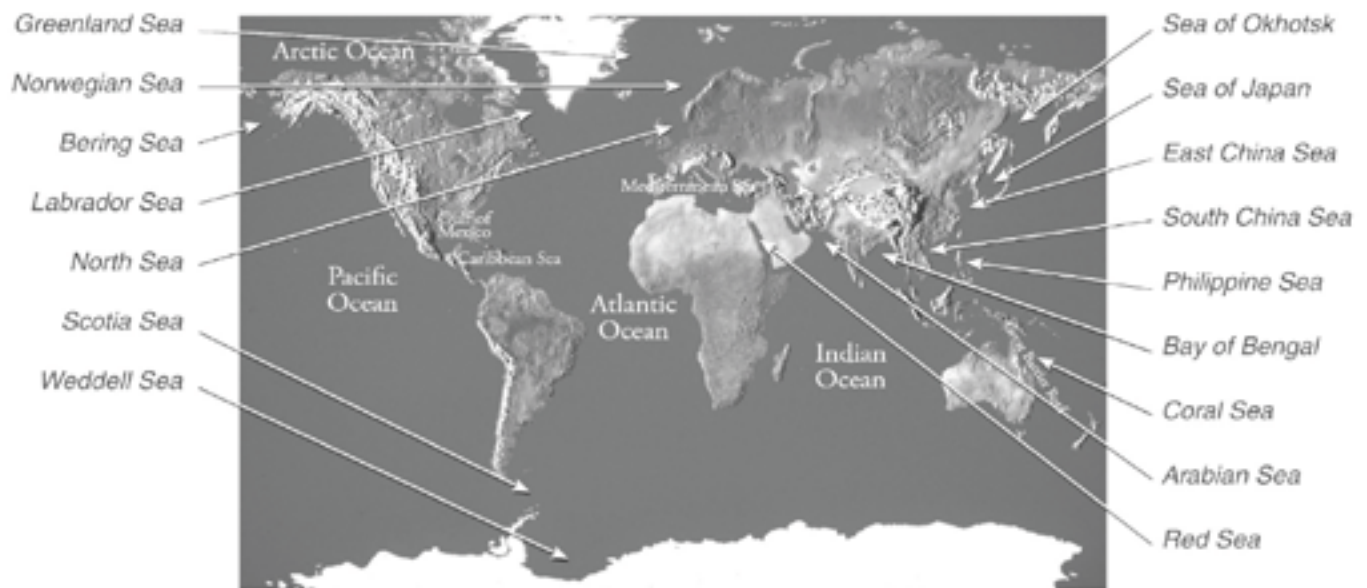 Greenland Sea
Norwegian Sea
Bering Sea
Labrador Sea
North Sea
Scotia Sea
Weddell Sea
Arctic Ocean
Mediterranean Sea
Gulf of
Mexico
Caribbean Sea
Pacific
Ocean
Atlantic
Ocean
Indian
Ocean
Sea of Okhotsk
Sea of Japan
East China Sea
South China Sea
Philippine Sea
Bay of Bengal
Coral Sea
Arabian Sea
Red Sea